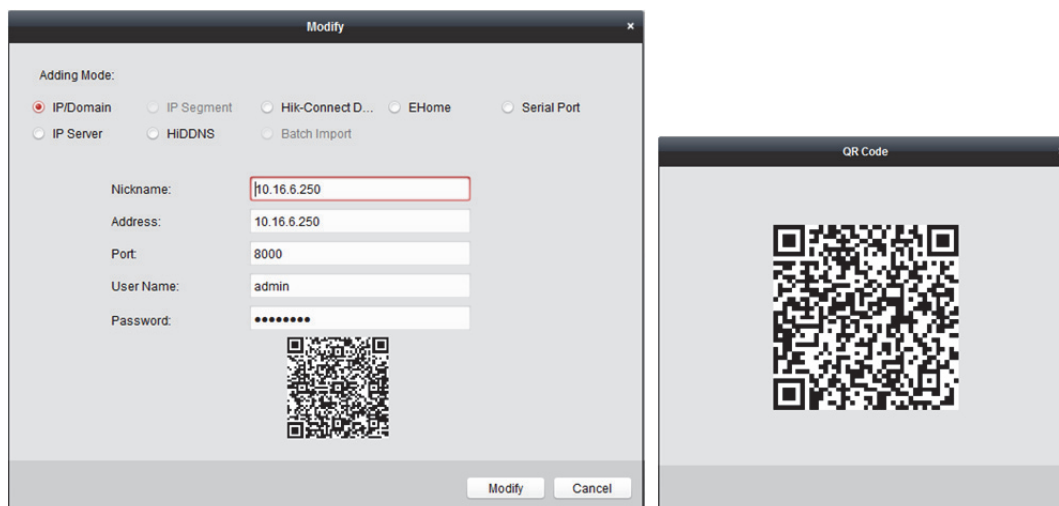 Modify
×
Adding Mode:
IP/Domain IP Segment Hik-Connect D... EHome Serial Port
IP Server HiDDNS Batch Import
Nickname: 10.16.6.250
Address: 10.16.6.250
Port: 8000
User Name: admin
Password: ●●●●●●●●
Modify Cancel
QR Code